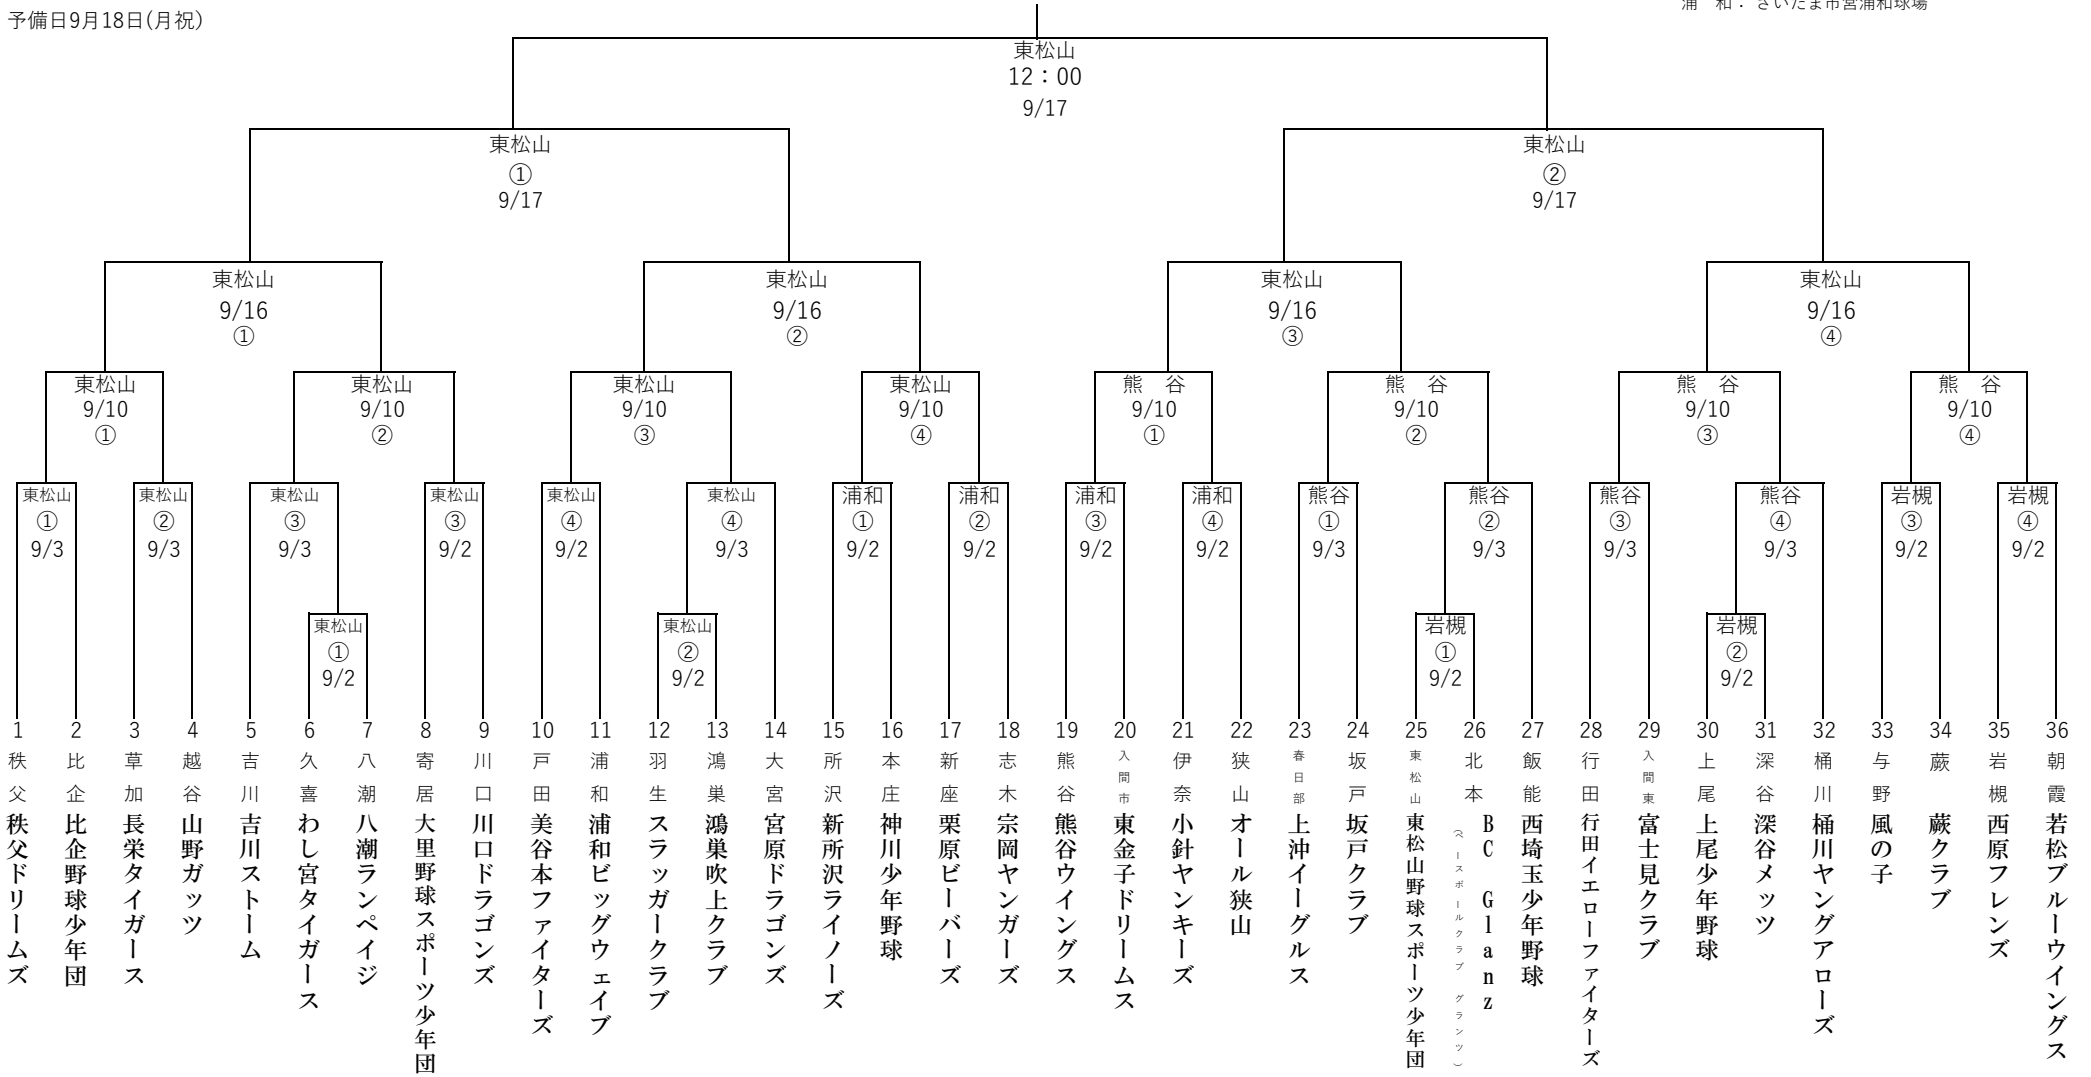 予備日9月18日(月祝)
浦　和： さいたま市営浦和球場
東松山
12：00
9/17
東松山
①
9/17
東松山
②
9/17
東松山
9/16
①
東松山
9/16
②
東松山
9/16
③
東松山
9/16
④
東松山
9/10
①
東松山
9/10
②
東松山
9/10
③
東松山
9/10
④
熊　谷
9/10
①
熊　谷
9/10
②
熊　谷
9/10
③
熊　谷
9/10
④
東松山
①
9/3
東松山
②
9/3
東松山
③
9/3
東松山
③
9/2
東松山
④
9/2
東松山
④
9/3
浦和
①
9/2
浦和
②
9/2
浦和
③
9/2
浦和
④
9/2
熊谷
①
9/3
熊谷
②
9/3
熊谷
③
9/3
熊谷
④
9/3
岩槻
③
9/2
岩槻
④
9/2
東松山
①
9/2
東松山
②
9/2
岩槻
①
9/2
岩槻
②
9/2
1
秩父
秩父ドリームズ
2
比企
比企野球少年団
3
草加
長栄タイガース
4
越谷
山野ガッツ
5
吉川
吉川ストーム
6
久喜
わし宮タイガース
7
八潮
八潮ランペイジ
8
寄居
大里野球スポーツ少年団
9
川口
川口ドラゴンズ
10
戸田
美谷本ファイターズ
11
浦和
浦和ビッグウェイブ
12
羽生
スラッガークラブ
13
鴻巣
鴻巣吹上クラブ
14
大宮
宮原ドラゴンズ
15
所沢
新所沢ライノーズ
16
本庄
神川少年野球
17
新座
栗原ビーバーズ
18
志木
宗岡ヤンガーズ
19
熊谷
熊谷ウイングス
20
入間市
東金子ドリームス
21
伊奈
小針ヤンキーズ
22
狭山
オール狭山
23
春日部
上沖イーグルス
24
坂戸
坂戸クラブ
25
東松山
東松山野球スポーツ少年団
26
北本
BC　Glanz
（ベースボールクラブ　グランツ）
27
飯能
西埼玉少年野球
28
行田
行田イエローファイターズ
29
入間東
富士見クラブ
30
上尾
上尾少年野球
31
深谷
深谷メッツ
32
桶川
桶川ヤングアローズ
33
与野
風の子
34
蕨
蕨クラブ
35
岩槻
西原フレンズ
36
朝霞
若松ブルーウイングス